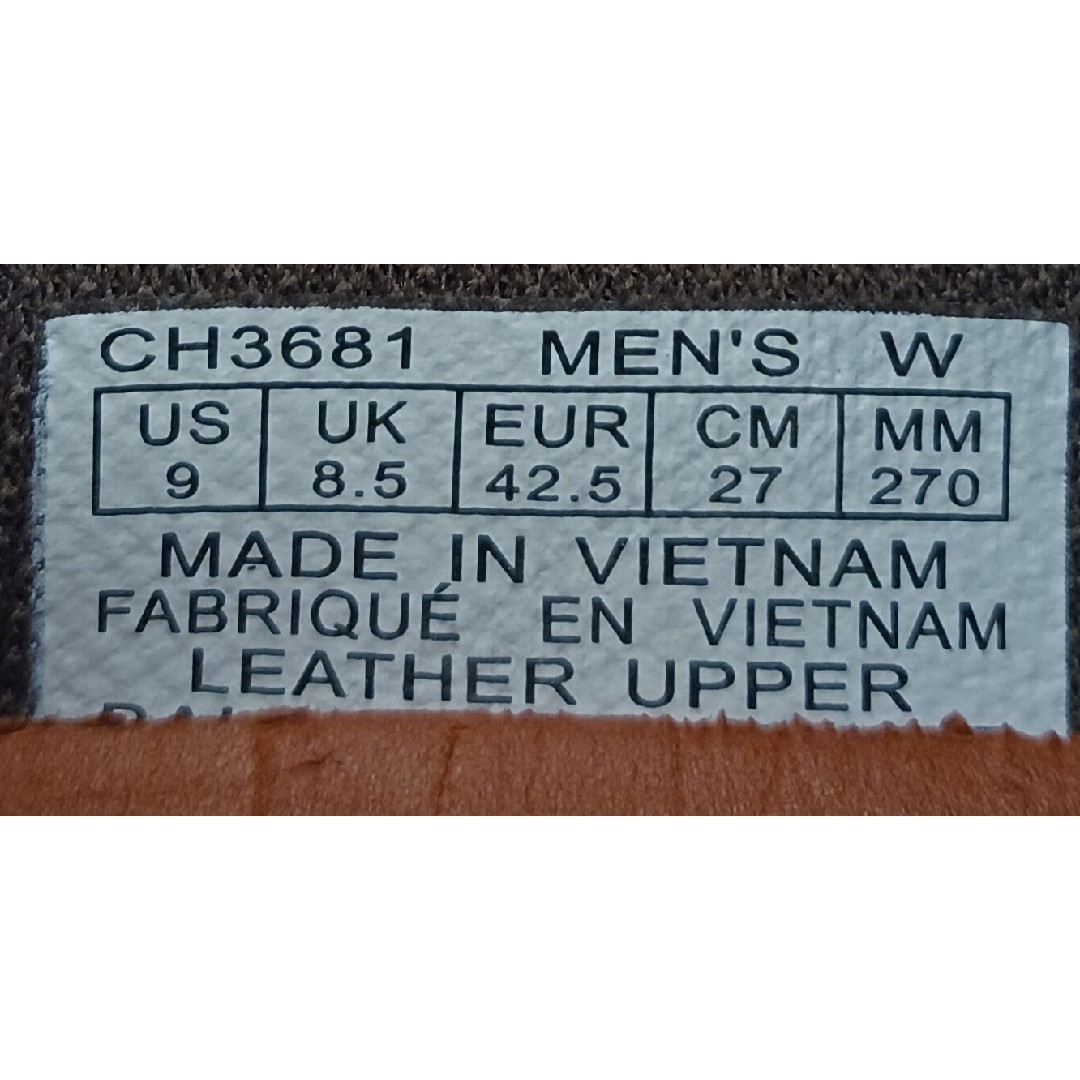 CH3681 MEN'S W
US UK EUR CM MM
9 8.5 42.5 27 270
MADE IN VIETNAM
FABRIQUÉ EN VIETNAM
LEATHER UPPER